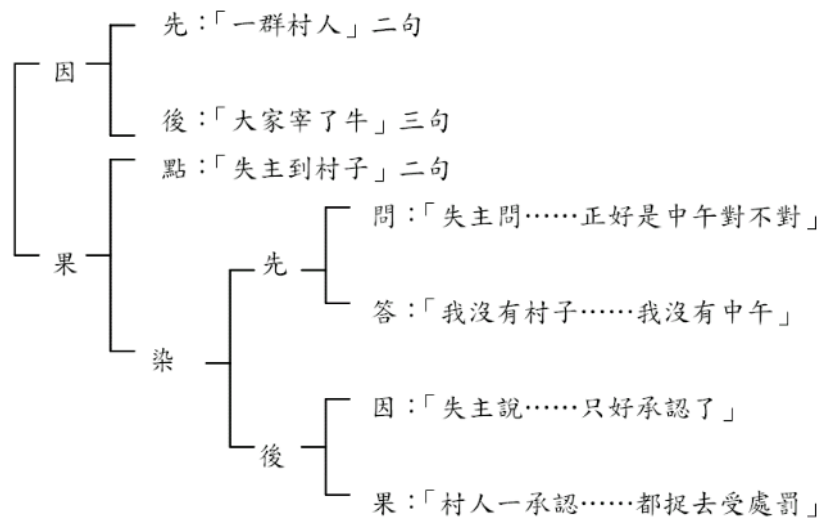 先：「一群村人」二句
因
後：「大家宰了牛」三句
點：「失主到村子」二句
問：「失主問……正好是中午對不對」
果
先
答：「我沒有村子……我沒有中午」
染
因：「失主說……只好承認了」
後
果：「村人一承認……都捉去受處罰」